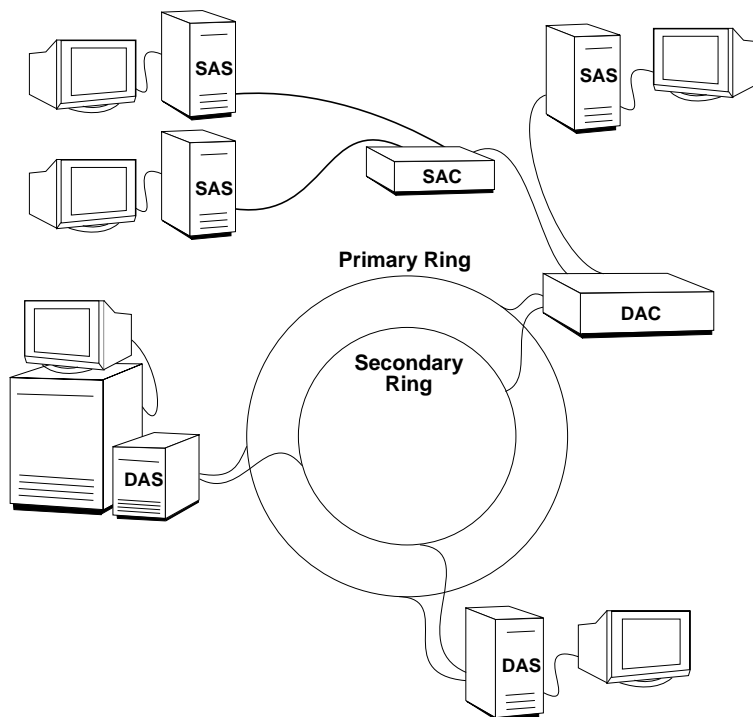 SAS
SAS
SAS
SAC
Primary Ring
DAC
Secondary
Ring
DAS
DAS